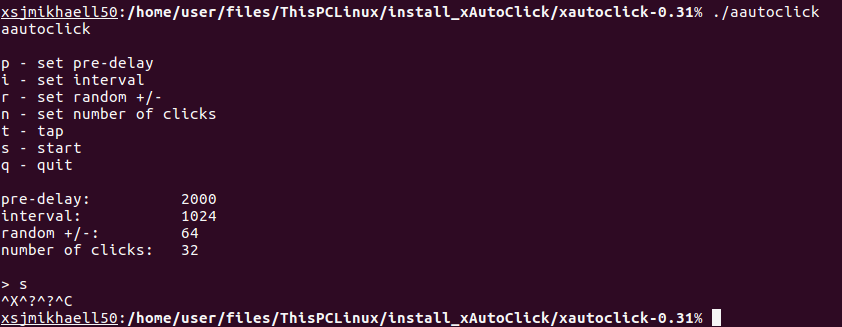 xsjmikhaell50:/home/user/files/ThisPCLinux/install_xAutoClick/xautoclick-0.31% ./aautoclick
aautoclick

p - set pre-delay
i - set interval
r - set random +/-
n - set number of clicks
t - tap
s - start
q - quit

pre-delay:          2000
interval:           1024
random +/-:         64
number of clicks:   32

> s
^X^?^?^C
xsjmikhaell50:/home/user/files/ThisPCLinux/install_xAutoClick/xautoclick-0.31%